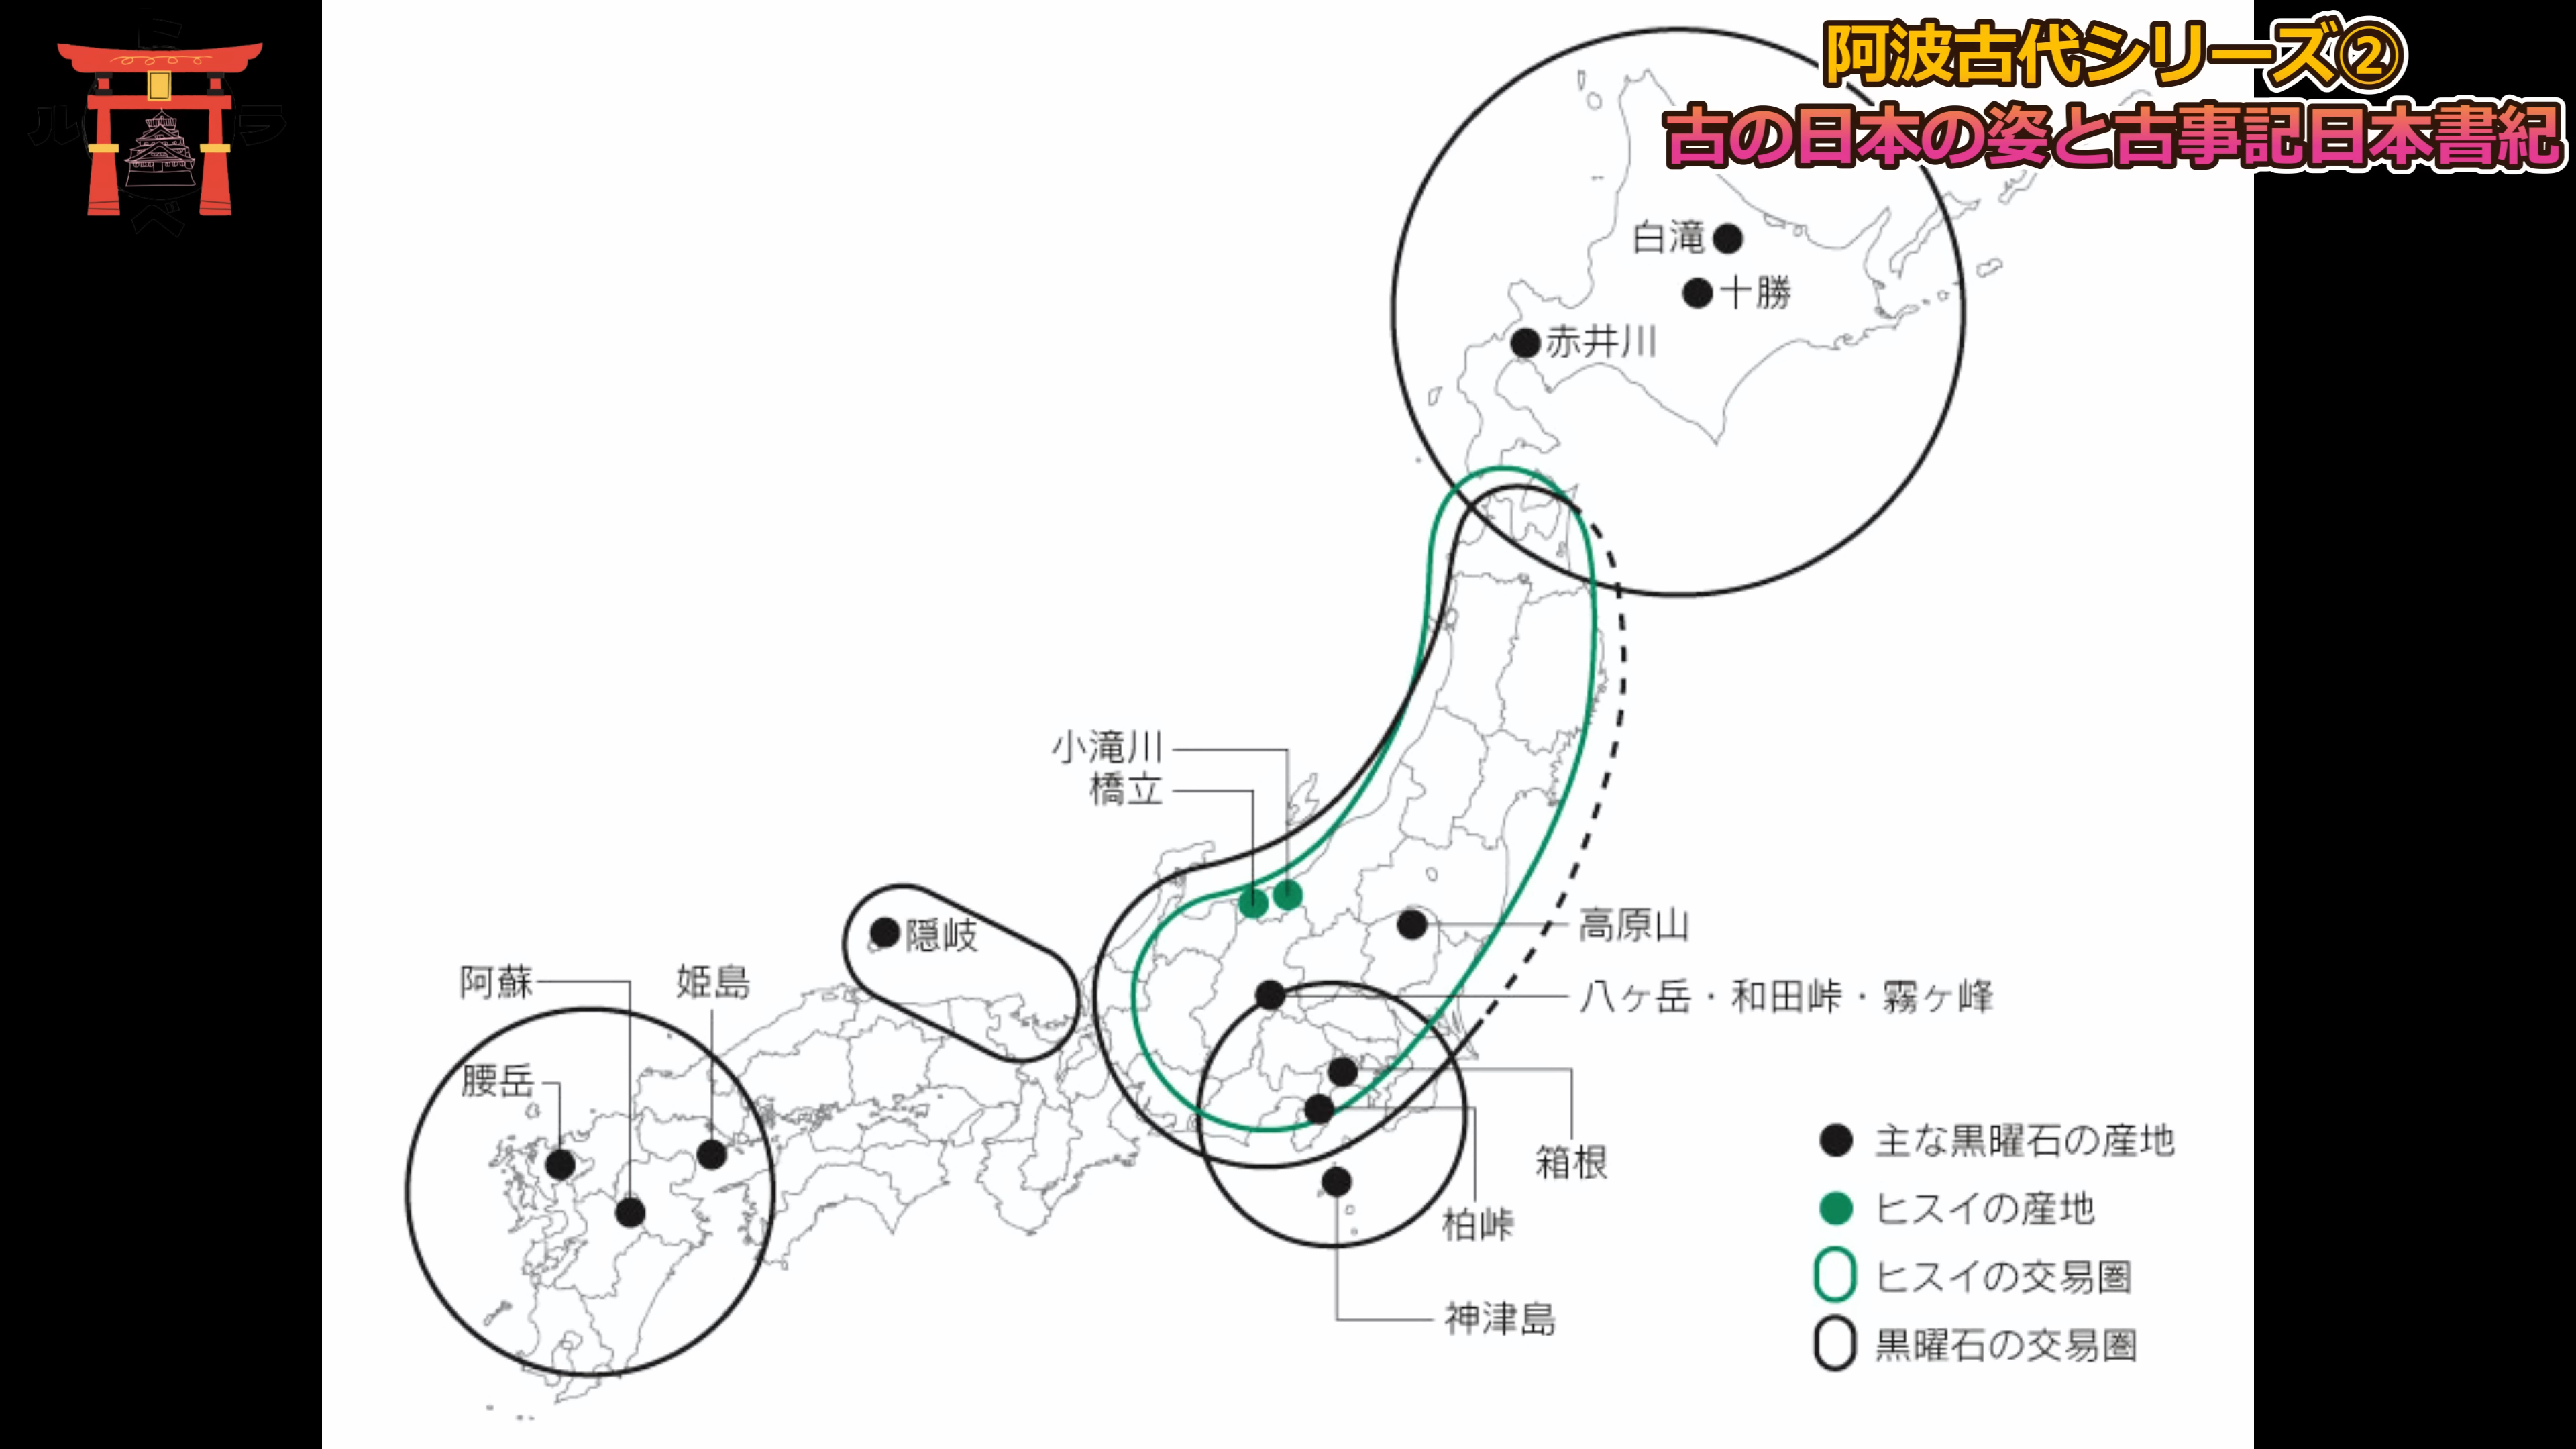 阿波古代シリーズ②
古の日本の姿と古事記日本書紀
ニ
ル
ラ
ベ
白滝
十勝
赤井川
小滝川
橋立
隠岐
高原山
阿蘇
姫島
八ヶ岳・和田峠・霧ヶ峰
腰岳
箱根
柏峠
神津島
主な黒曜石の産地
ヒスイの産地
ヒスイの交易圏
黒曜石の交易圏